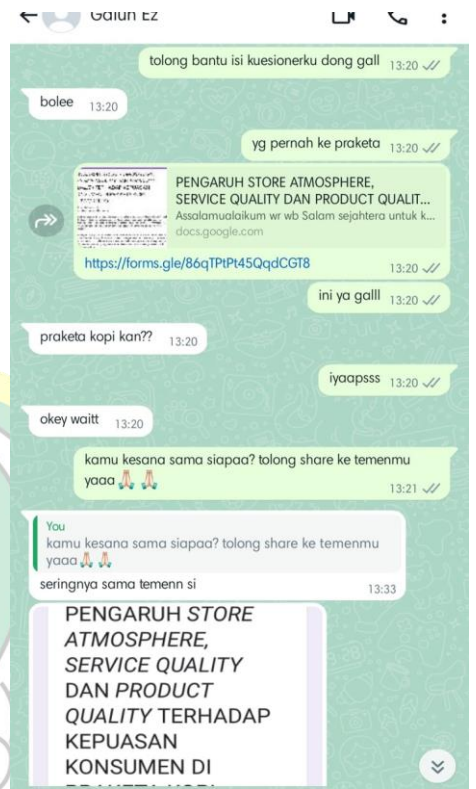 Galuh Ez
tolong bantu isi kuesionerku dong gall 13:20
bolee 13:20
yg pernah ke praketa 13:20
PENGARUH STORE ATMOSPHERE,
SERVICE QUALITY DAN PRODUCT QUALIT...
Assalamualaikum wr wb Salam sejahtera untuk k...
docs.google.com
https://forms.gle/86qTPtPt45QqdCGT8 13:20
ini ya galll 13:20
praketa kopi kan?? 13:20
iyaapsss 13:20
okey waitt 13:20
kamu kesana sama siapaa? tolong share ke temenmu
yaaa🙏🏻 🙏🏻 13:21
You
kamu kesana sama siapaa? tolong share ke temenmu
yaaa🙏🏻 🙏🏻
seringnya sama temenn si 13:33
PENGARUH STORE
ATMOSPHERE,
SERVICE QUALITY
DAN PRODUCT
QUALITY TERHADAP
KEPUASAN
KONSUMEN DI